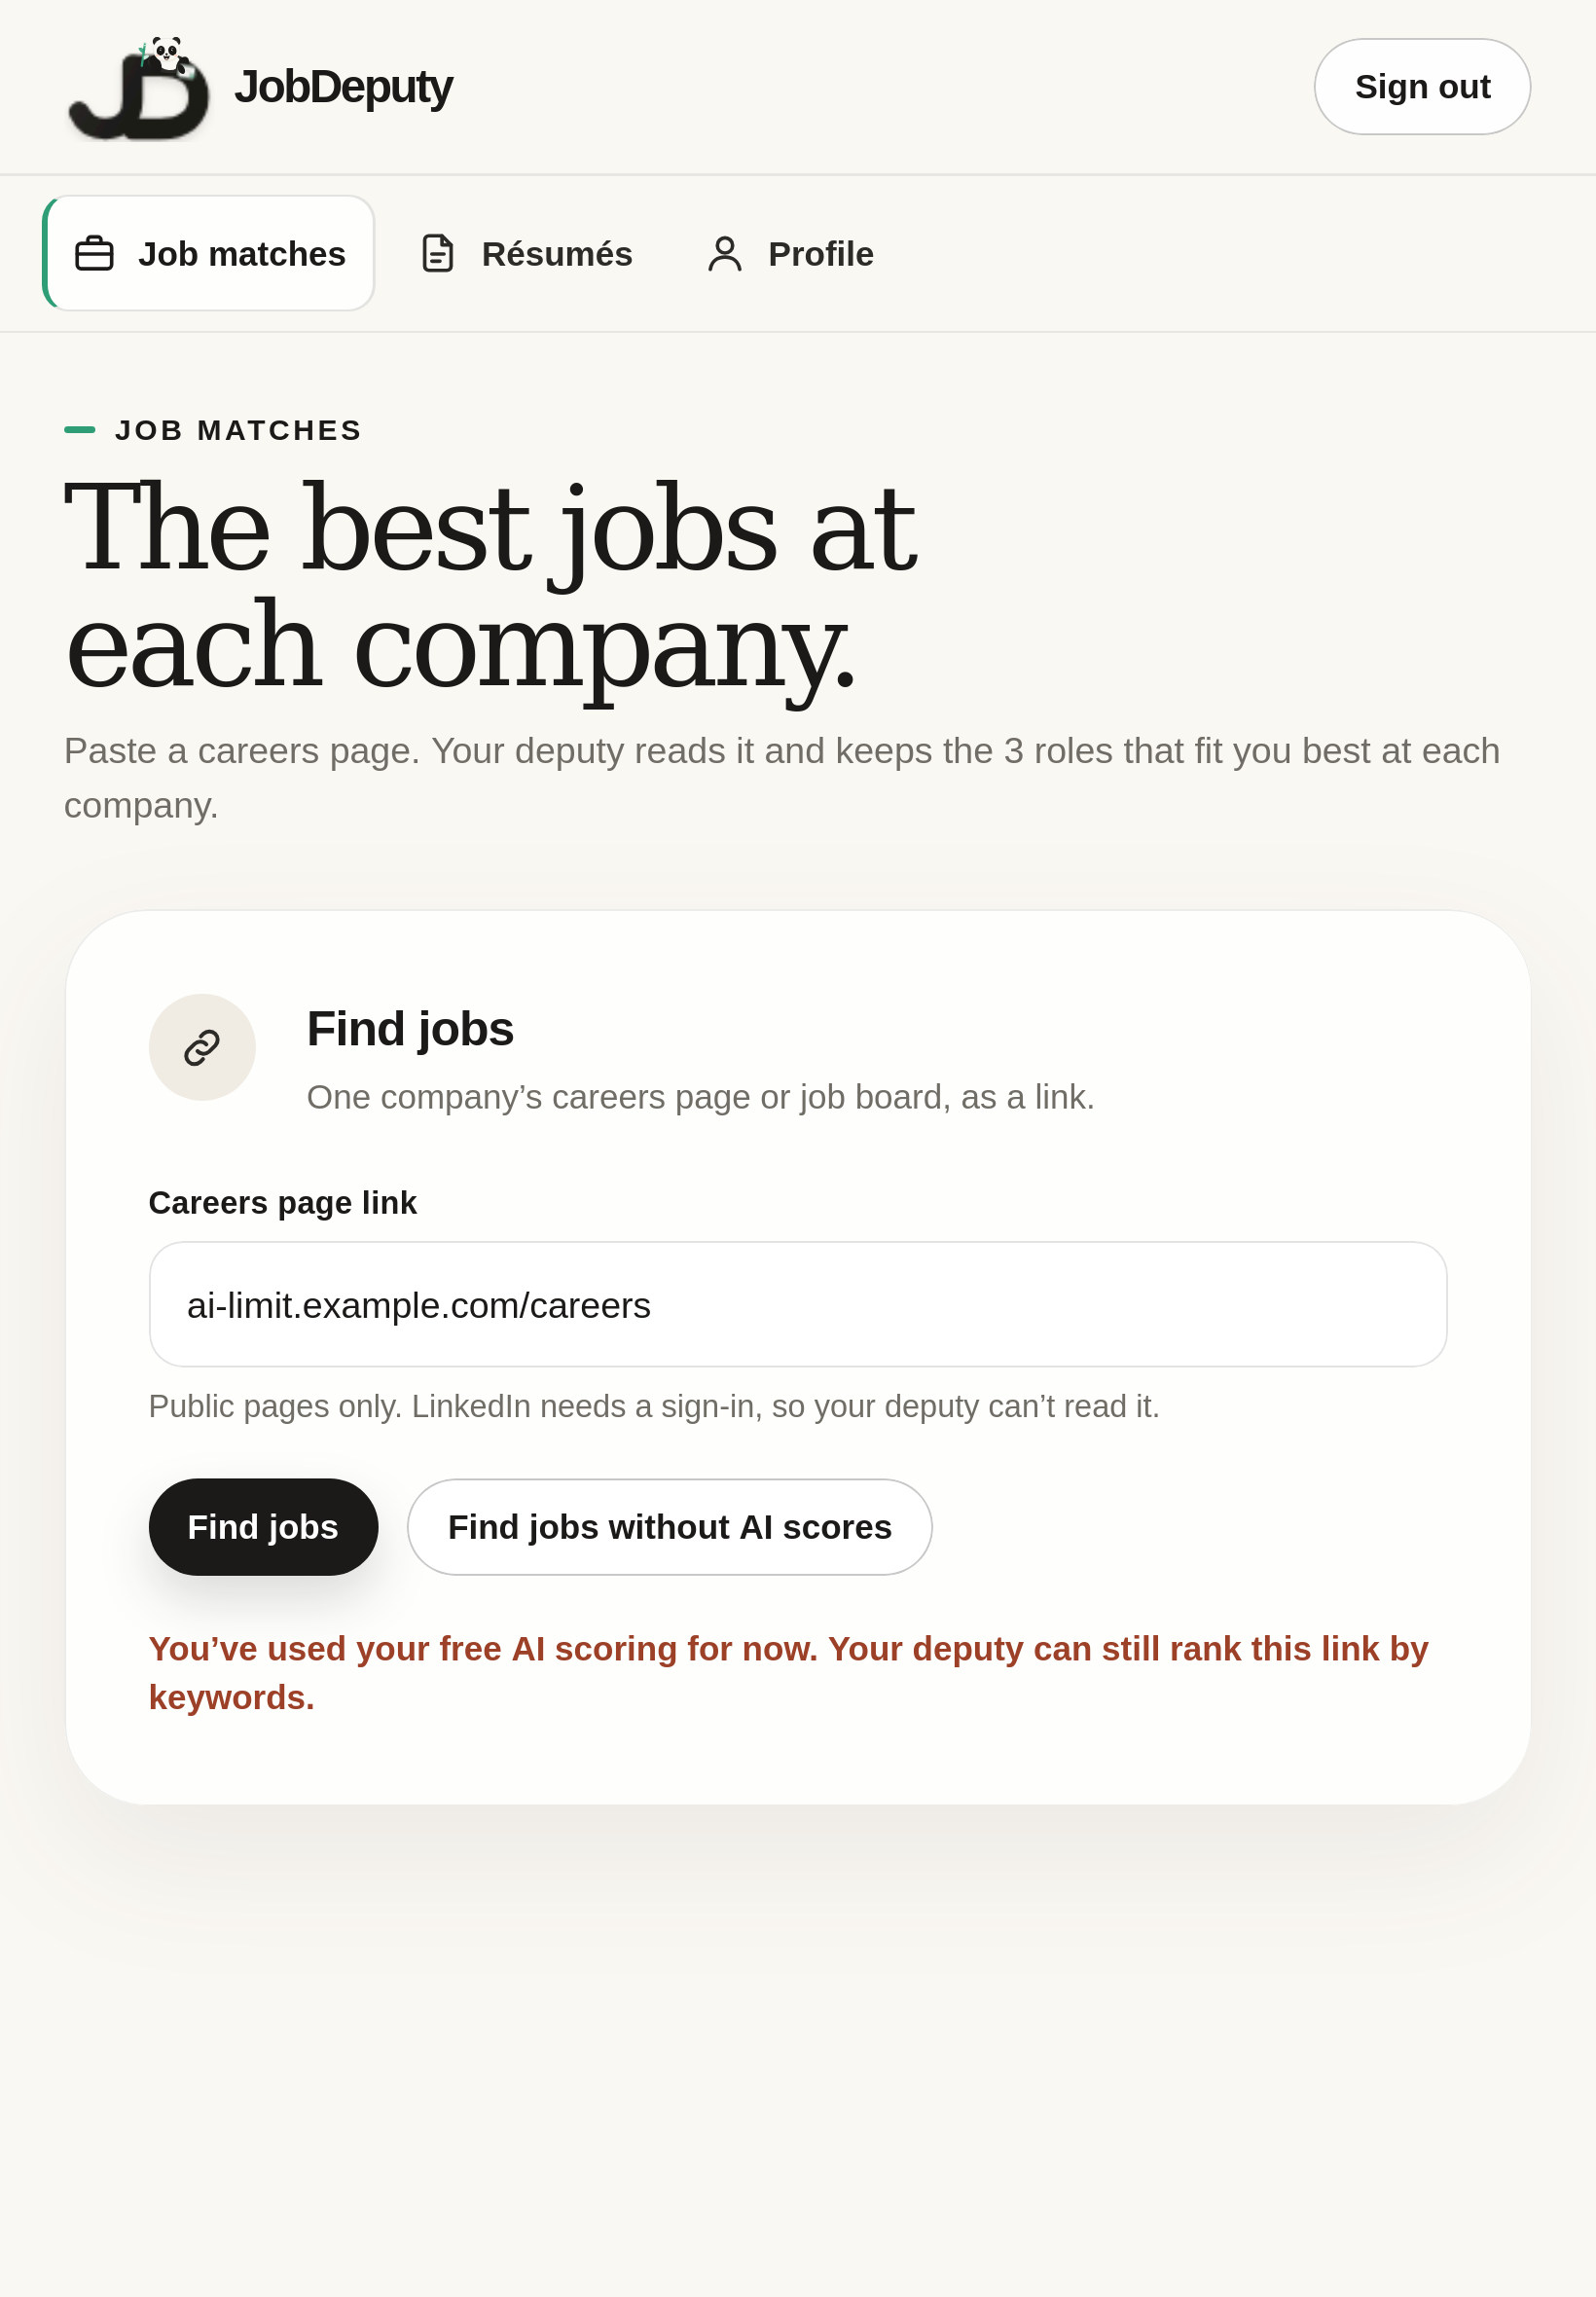 JobDeputy
Sign out
Job matches
Résumés
Profile
JOB MATCHES
The best jobs at
each company.
Paste a careers page. Your deputy reads it and keeps the 3 roles that fit you best at each
company.
Find jobs
One company’s careers page or job board, as a link.
Careers page link
ai-limit.example.com/careers
Public pages only. LinkedIn needs a sign-in, so your deputy can’t read it.
Find jobs
Find jobs without AI scores
You’ve used your free AI scoring for now. Your deputy can still rank this link by
keywords.